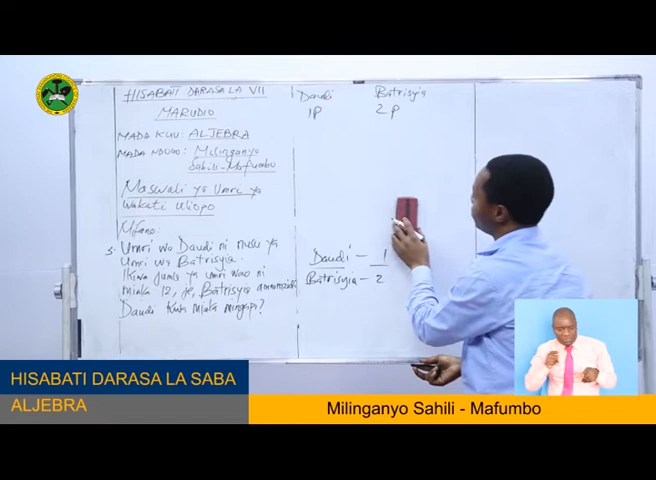 HISABATI DARASA LA VII
MARUDIO
MADA KUU: ALJEBRA
MADA NDOGO: Milinganyo
Sahili - Mafumbo
Maswali ya Umri ya
wakati uliopo
Mfano:
Umri wa Daudi ni nusu ya
Umri wa Batrisyia.
Ikiwa jumla ya umri wao ni
miaka 12, je, Batrisyia
Daudi kwa miaka mingapi?
Daudi
1P
Batrisyia
2P
Daudi - 1
Batrisyia - 2
HISABATI DARASA LA SABA
ALJEBRA
Milinganyo Sahili - Mafumbo